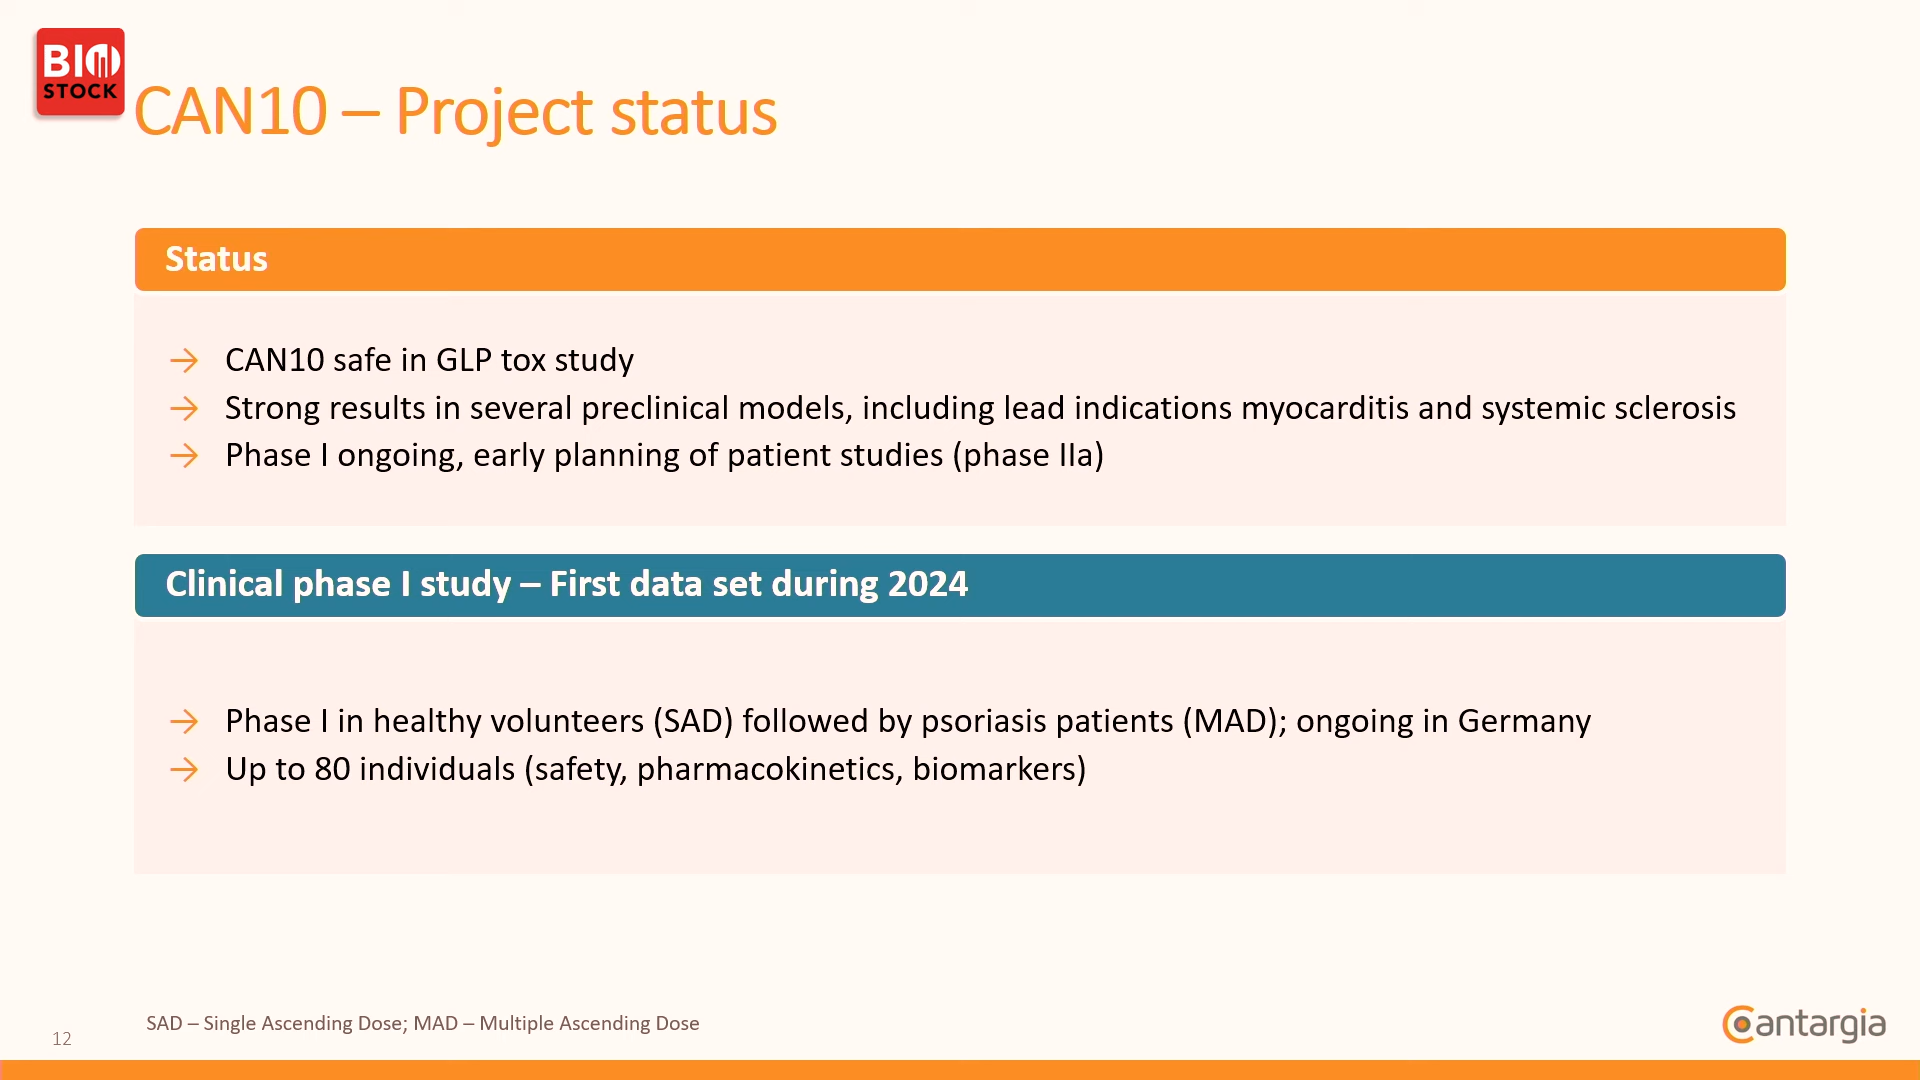 BIO
STOCK
CAN10 – Project status
Status
→ CAN10 safe in GLP tox study
→ Strong results in several preclinical models, including lead indications myocarditis and systemic sclerosis
→ Phase I ongoing, early planning of patient studies (phase IIa)
Clinical phase I study – First data set during 2024
→ Phase I in healthy volunteers (SAD) followed by psoriasis patients (MAD); ongoing in Germany
→ Up to 80 individuals (safety, pharmacokinetics, biomarkers)
SAD – Single Ascending Dose; MAD – Multiple Ascending Dose
12
Cantargia